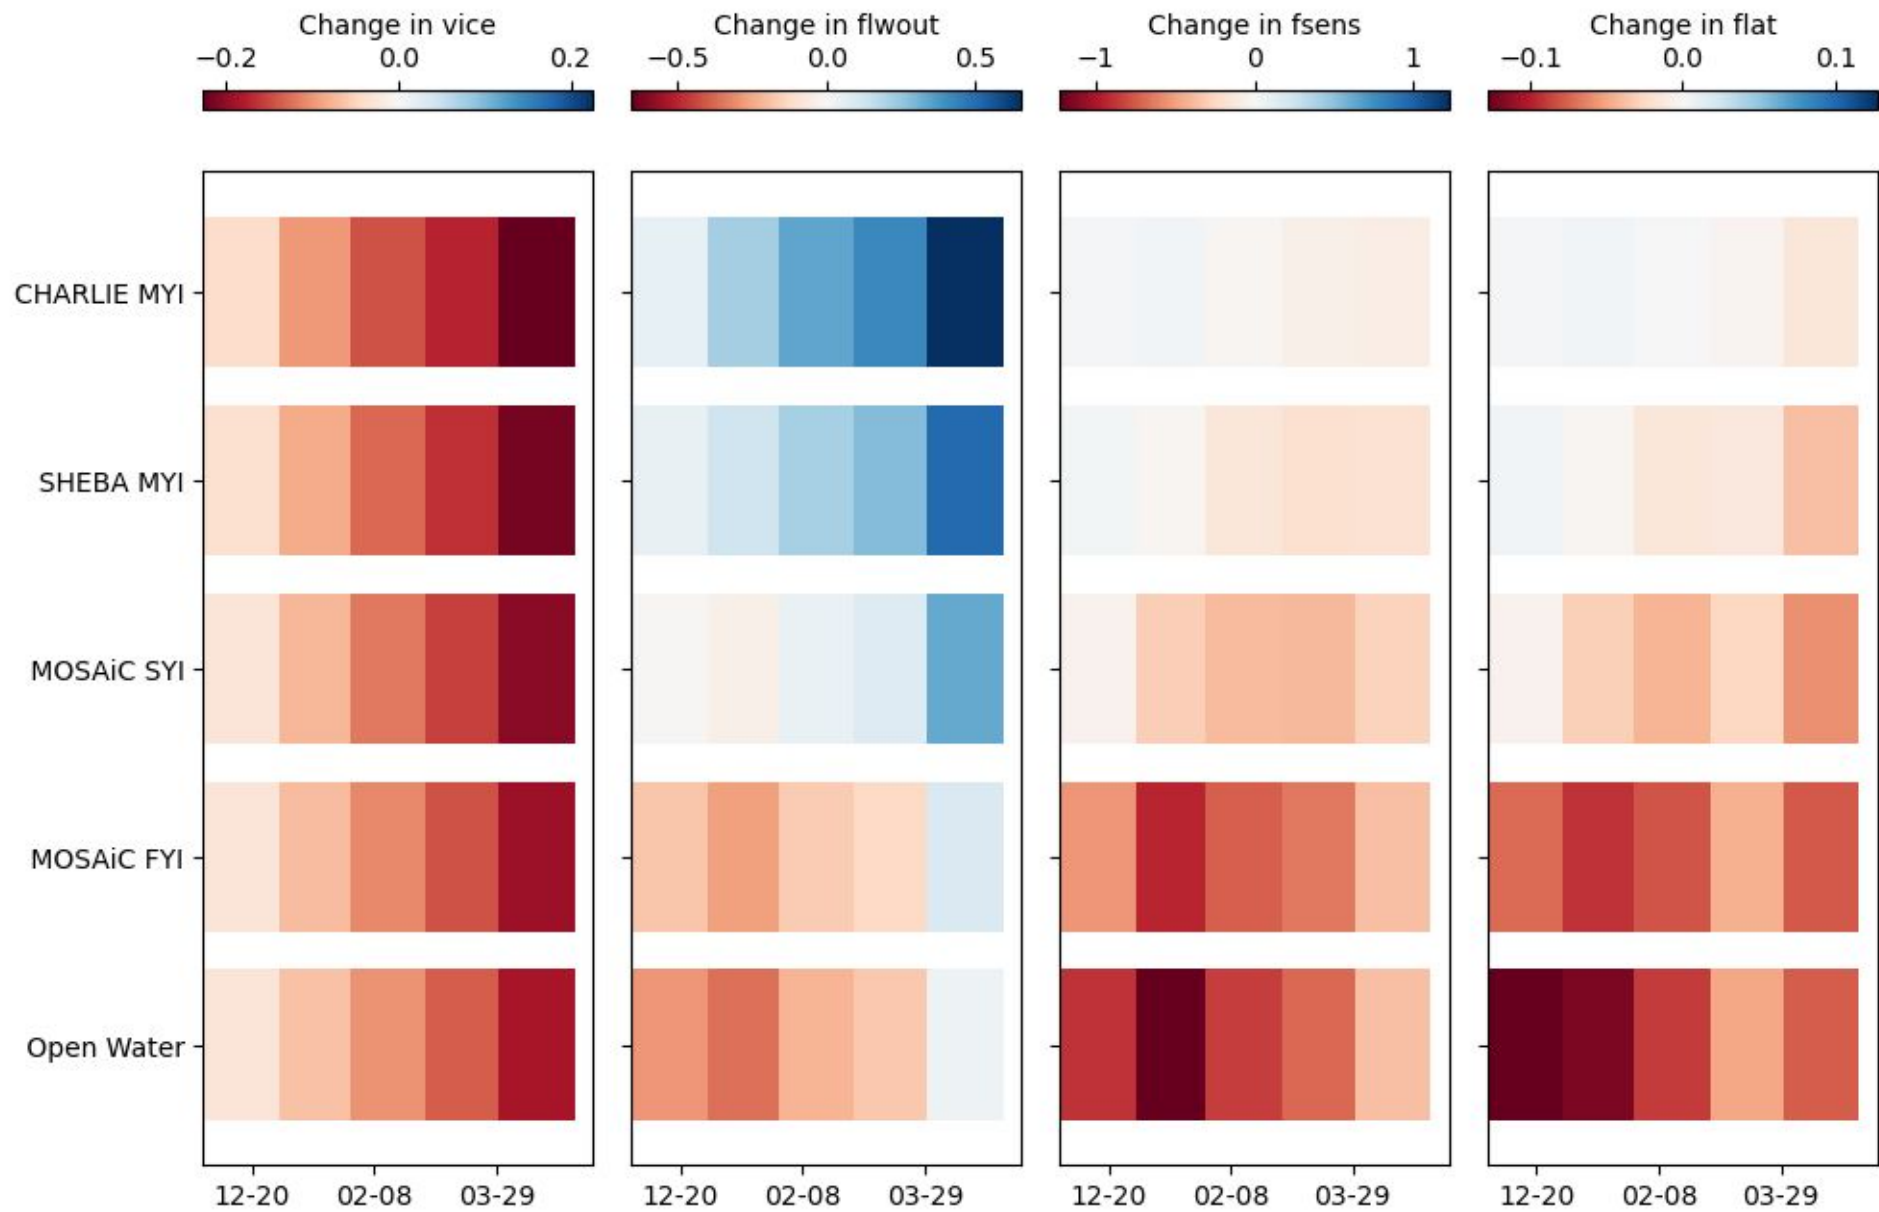 Change in vice
−0.2 0.0 0.2
Change in flwout
−0.5 0.0 0.5
Change in fsens
−1 0 1
Change in flat
−0.1 0.0 0.1
CHARLIE MYI
SHEBA MYI
MOSAiC SYI
MOSAiC FYI
Open Water
12-20 02-08 03-29
12-20 02-08 03-29
12-20 02-08 03-29
12-20 02-08 03-29